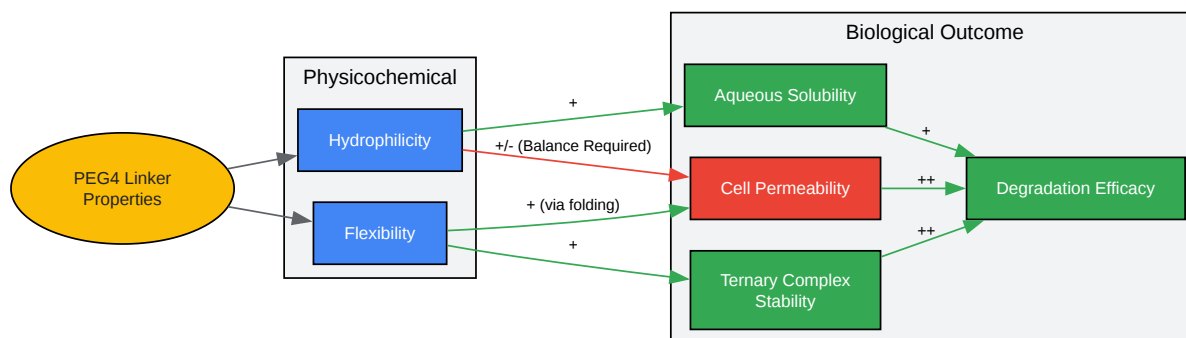 Biological Outcome
Physicochemical
PEG4 Linker
Properties
Hydrophilicity
Flexibility
+
+/- (Balance Required)
+ (via folding)
+
Aqueous Solubility
Cell Permeability
Ternary Complex
Stability
+
++
++
Degradation Efficacy